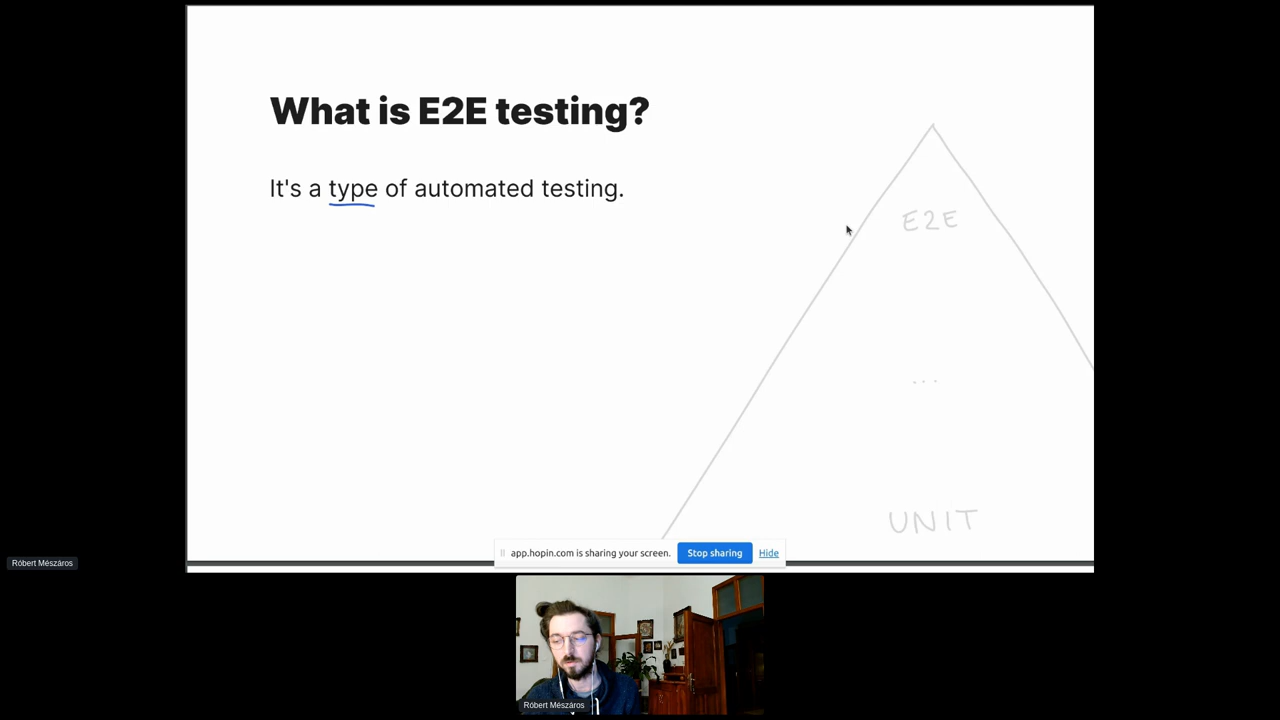 What is E2E testing?
It's a type of automated testing.
E2E
...
UNIT
app.hopin.com is sharing your screen. Stop sharing Hide
Róbert Mészáros
Róbert Mészáros